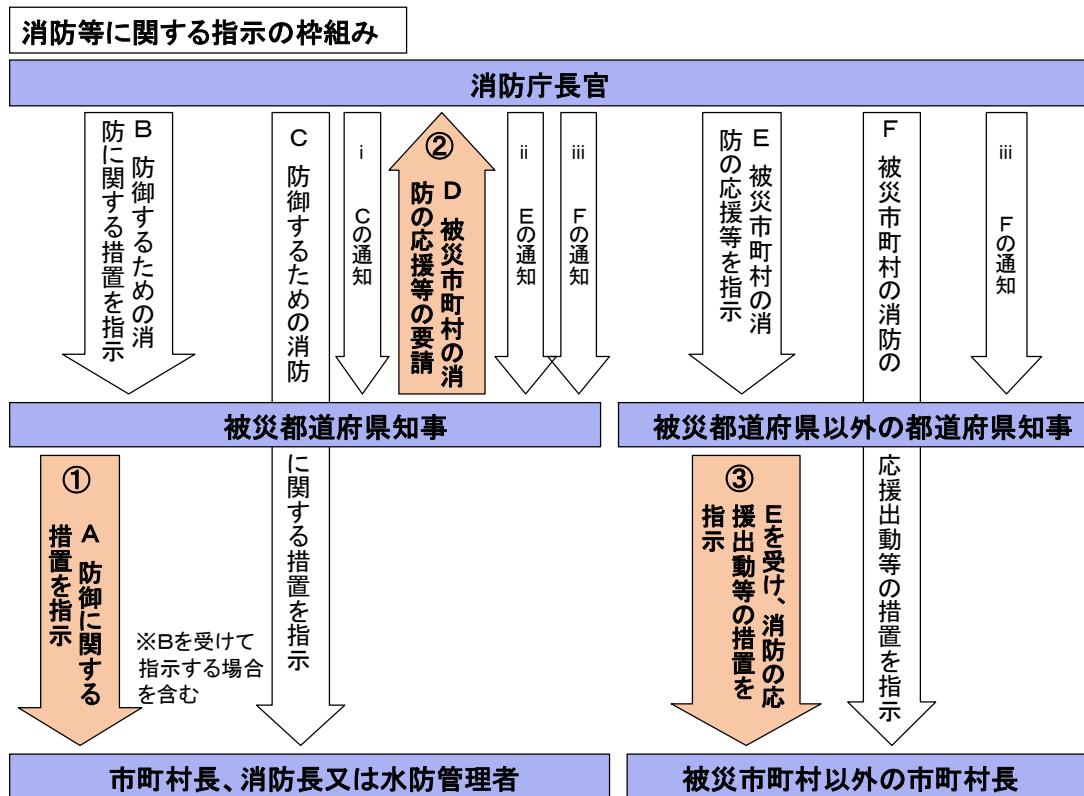 消防等に関する指示の枠組み
消防庁長官
B 防御するための消
防に関する措置を指示
C 防御するための消防
に関する措置を指示
ⅰ Cの通知
②
D 被災市町村の消
防の応援等の要請
ⅱ Eの通知
ⅲ Fの通知
E 被災市町村の消
防の応援等を指示
F 被災市町村の消防の
応援出動等の措置を指示
ⅲ Fの通知
被災都道府県知事
被災都道府県以外の都道府県知事
①
A 防御に関する
措置を指示
※Bを受けて
指示する場合
を含む
③
Eを受け、消防の応
援出動等の措置を
指示
市町村長、消防長又は水防管理者
被災市町村以外の市町村長